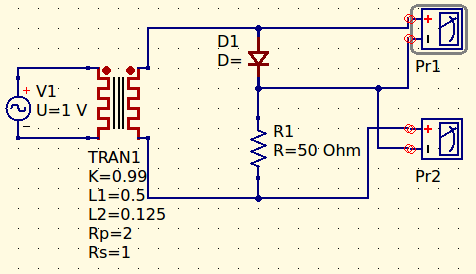 D1
D=
Pr1
V1
U=1 V
R1
R=50 Ohm
Pr2
TRAN1
K=0.99
L1=0.5
L2=0.125
Rp=2
Rs=1